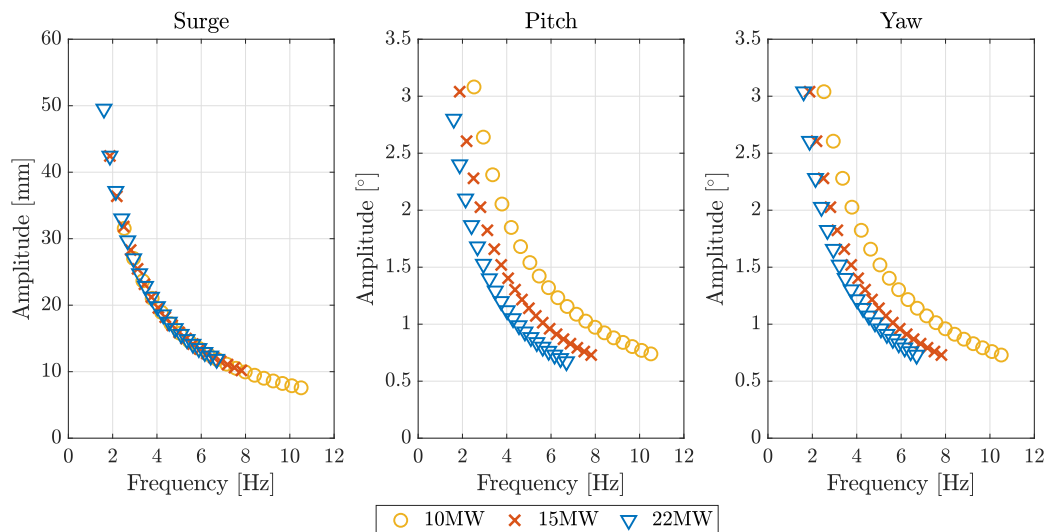 Surge
Pitch
Yaw
60
50
40
30
20
10
0
Amplitude [mm]
0 2 4 6 8 10 12
Frequency [Hz]
3.5
3
2.5
2
1.5
1
0.5
0
Amplitude [°]
0 2 4 6 8 10 12
Frequency [Hz]
3.5
3
2.5
2
1.5
1
0.5
0
Amplitude [°]
0 2 4 6 8 10 12
Frequency [Hz]
10MW 15MW 22MW